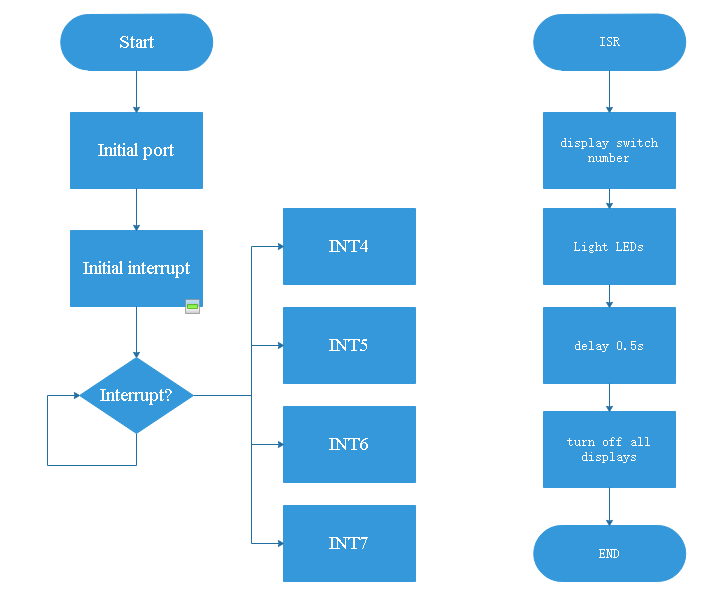 Start
Initial port
Initial interrupt
Interrupt?
INT4
INT5
INT6
INT7
ISR
display switch
number
Light LEDs
delay 0.5s
turn off all
displays
END